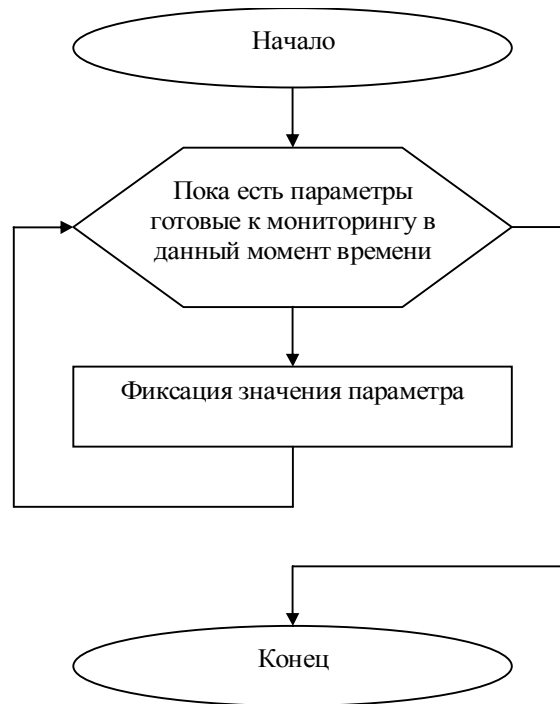 Начало
Пока есть параметры
готовые к мониторингу в
данный момент времени
Фиксация значения параметра
Конец